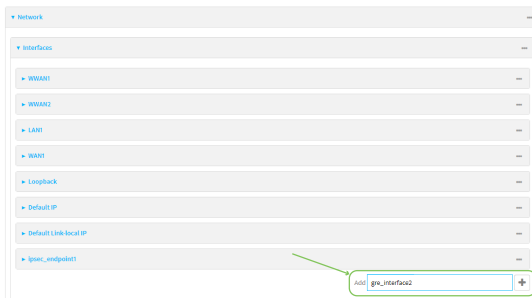 Network
Interfaces
WWAN1
WWAN2
LAN1
WAN1
Loopback
Default IP
Default Link-local IP
ipsec_endpoint1
Add gre_interface2